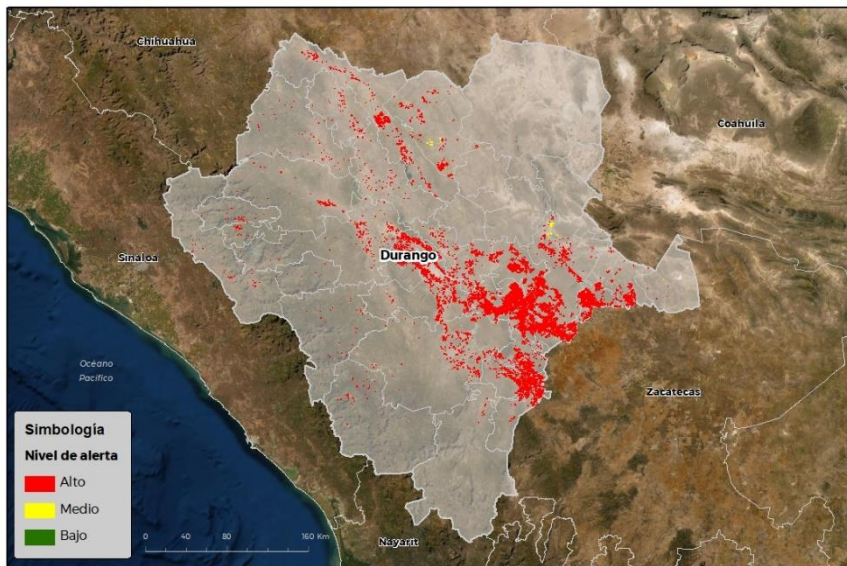 Chihuahua
Coahuila
Durango
Sinaloa
Océano
Pacífico
Zacatecas
Simbología
Nivel de alerta
Alto
Medio
Bajo
0 40 80 160 Km
Nayarit